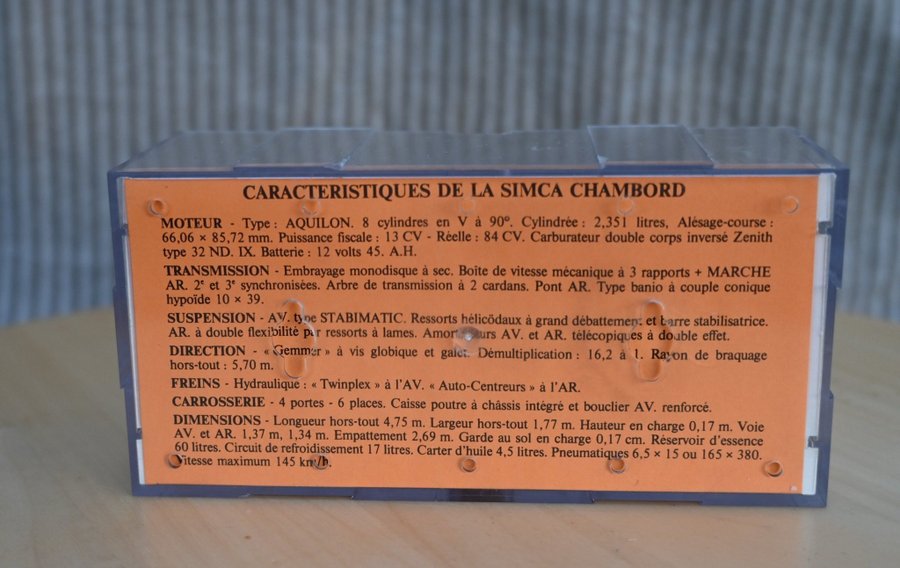 CARACTERISTIQUES DE LA SIMCA CHAMBORD
MOTEUR - Type : AQUILON. 8 cylindres en V à 90°. Cylindrée : 2,351 litres, Alésage-course :
66,06 × 85,72 mm. Puissance fiscale : 13 CV - Réelle : 84 CV. Carburateur double corps inversé Zenith
type 32 ND. IX. Batterie : 12 volts 45. A.H.
TRANSMISSION - Embrayage monodisque à sec. Boîte de vitesse mécanique à 3 rapports + MARCHE
AR. 2e et 3e synchronisées. Arbre de transmission à 2 cardans. Pont AR. Type banio à couple conique
hypoïde 10 × 39.
SUSPENSION - AV. type STABIMATIC. Ressorts hélicödaux à grand débattement et barre stabilisatrice.
AR. à double flexibilité par ressorts à lames. Amortisseurs AV. et AR. télécopiques à double effet.
DIRECTION - « Gemmer » à vis globique et galet. Démultiplication : 16,2 à 1. Rayon de braquage
hors-tout : 5,70 m.
FREINS - Hydraulique : « Twinplex » à l'AV. « Auto-Centreurs » à l'AR.
CARROSSERIE - 4 portes - 6 places. Caisse poutre à châssis intégré et bouclier AV. renforcé.
DIMENSIONS - Longueur hors-tout 4,75 m. Largeur hors-tout 1,77 m. Hauteur en charge 0,17 m. Voie
AV. et AR. 1,37 m, 1,34 m. Empattement 2,69 m. Garde au sol en charge 0,17 cm. Réservoir d'essence
60 litres. Circuit de refroidissement 17 litres. Carter d'huile 4,5 litres. Pneumatiques 6,5 × 15 ou 165 × 380.
Vitesse maximum 145 km/h.